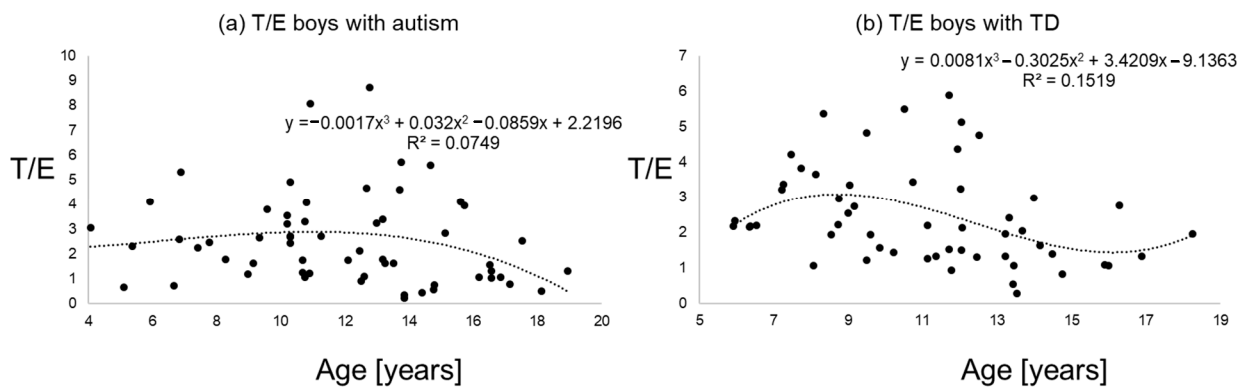 (a) T/E boys with autism
10
9
8
7
6
5
4
3
2
1
0
T/E
y =−0.0017x³ + 0.032x² −0.0859x + 2.2196
R² = 0.0749
4 6 8 10 12 14 16 18 20
Age [years]
(b) T/E boys with TD
7
6
5
4
3
2
1
0
T/E
y = 0.0081x³ − 0.3025x² + 3.4209x − 9.1363
R² = 0.1519
5 7 9 11 13 15 17 19
Age [years]